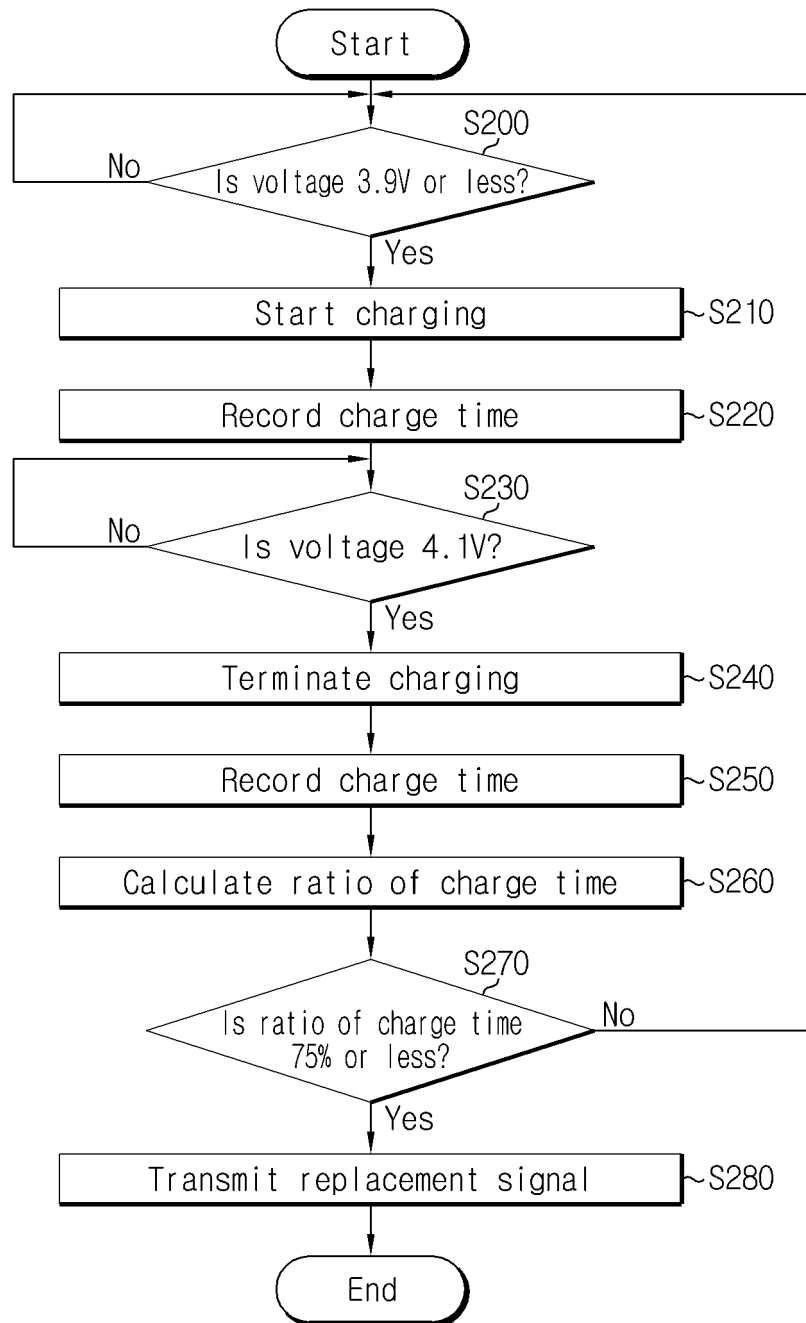 Start
S200
No
Is voltage 3.9V or less?
Yes
Start charging
S210
Record charge time
S220
S230
No
Is voltage 4.1V?
Yes
Terminate charging
S240
Record charge time
S250
Calculate ratio of charge time
S260
S270
Is ratio of charge time
75% or less?
No
Yes
Transmit replacement signal
S280
End